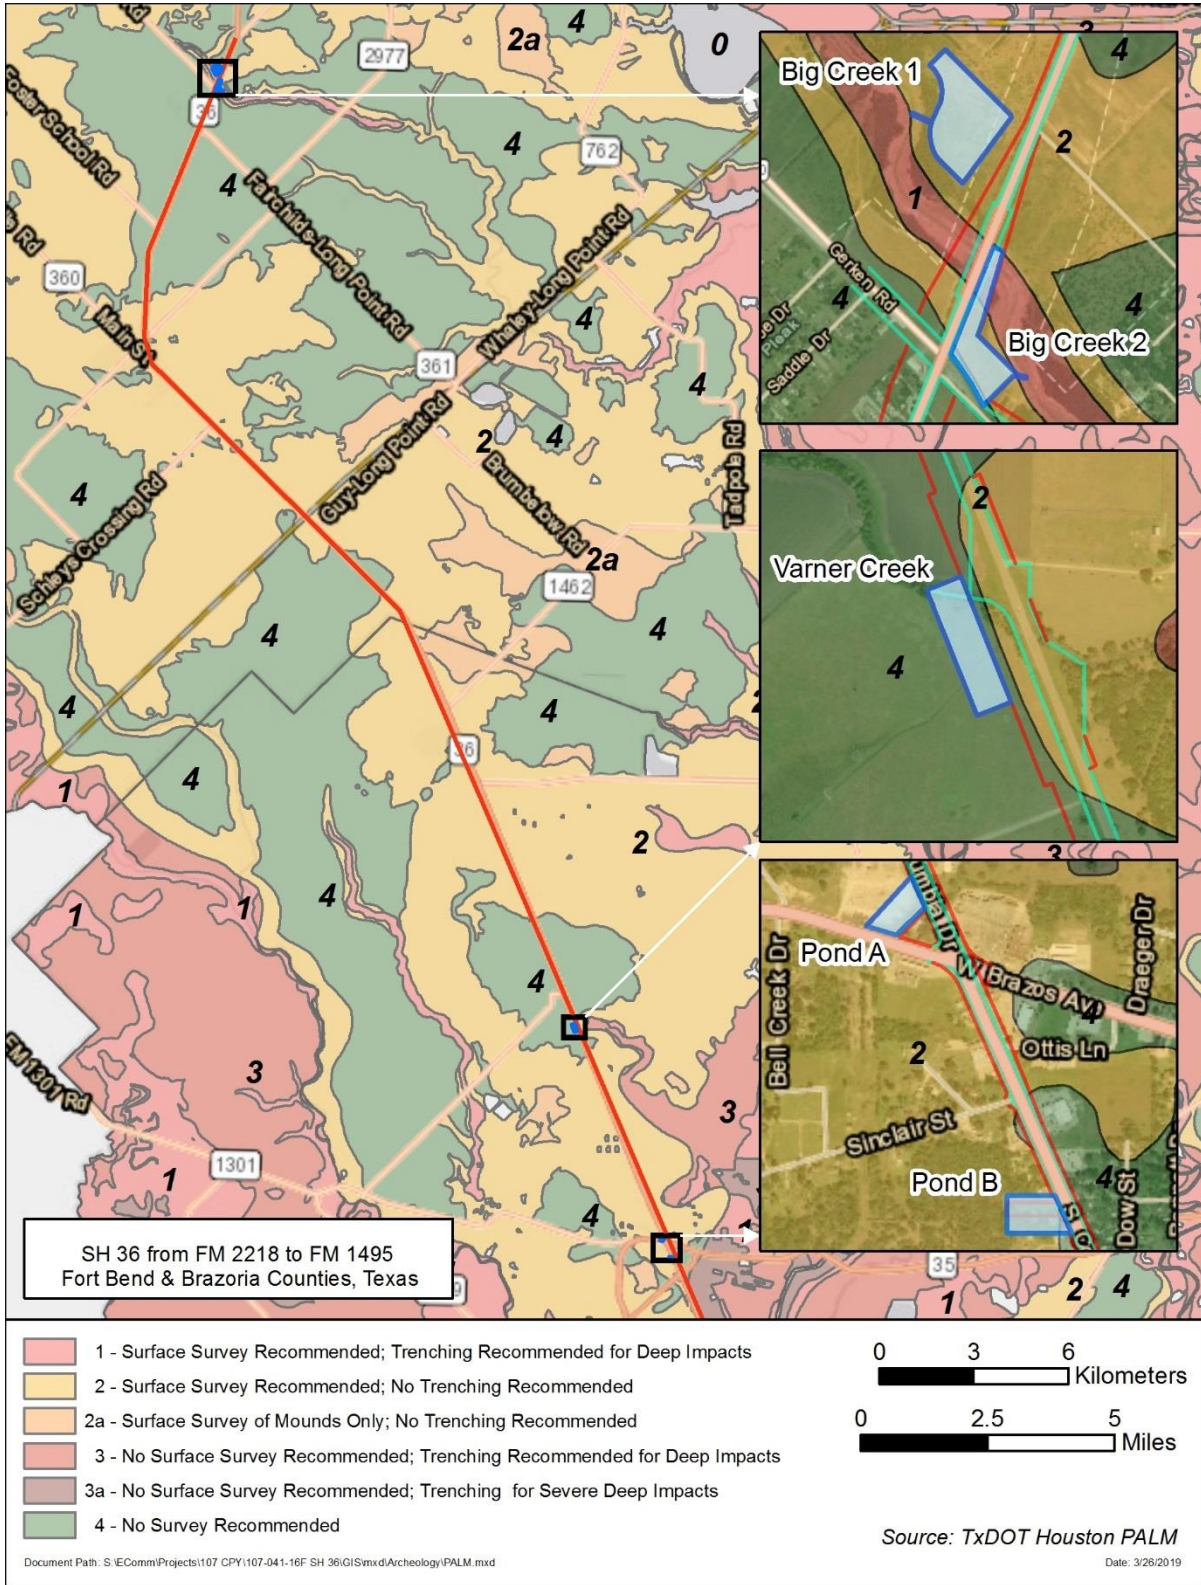 Rd
36
2977
2a
4
0
Foster School Rd
4
762
4
Fairchilds-Long Point Rd
Rd
360
Main St
4
361
Whaley-Long Point Rd
Guy-Long Point Rd
4
2
4
Tadpole Rd
4
Brumbelow Rd
Schleys Crossing Rd
2a
1462
4
4
4
4
4
36
1
2
4
1
1
3
4
3
FM 1301 Rd
1301
1
4
35
1
2
4
3
Big Creek 1
4
2
1
Gerken Rd
4
4
Pleak
Saddle Dr
Big Creek 2
2
Varner Creek
4
umbia Dr
Pond A
W Brazos Ave
Draeger Dr
Bell Creek Dr
4
Ottis Ln
2
Sinclair St
Pond B
4
Dow St
SH 36 from FM 2218 to FM 1495
Fort Bend & Brazoria Counties, Texas
1 - Surface Survey Recommended; Trenching Recommended for Deep Impacts
2 - Surface Survey Recommended; No Trenching Recommended
2a - Surface Survey of Mounds Only; No Trenching Recommended
3 - No Surface Survey Recommended; Trenching Recommended for Deep Impacts
3a - No Surface Survey Recommended; Trenching for Severe Deep Impacts
4 - No Survey Recommended
0 3 6
Kilometers
0 2.5 5
Miles
Source: TxDOT Houston PALM
Document Path: S:\EComm\Projects\107 CPY\107-041-16F SH 36\GIS\mxd\Archeology\PALM.mxd
Date: 3/26/2019